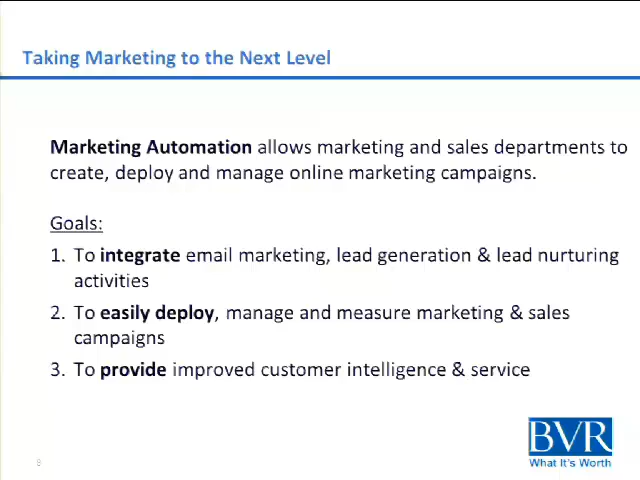 Taking Marketing to the Next Level
Marketing Automation allows marketing and sales departments to
create, deploy and manage online marketing campaigns.
Goals:
1. To integrate email marketing, lead generation & lead nurturing
activities
2. To easily deploy, manage and measure marketing & sales
campaigns
3. To provide improved customer intelligence & service
BVR
What It's Worth